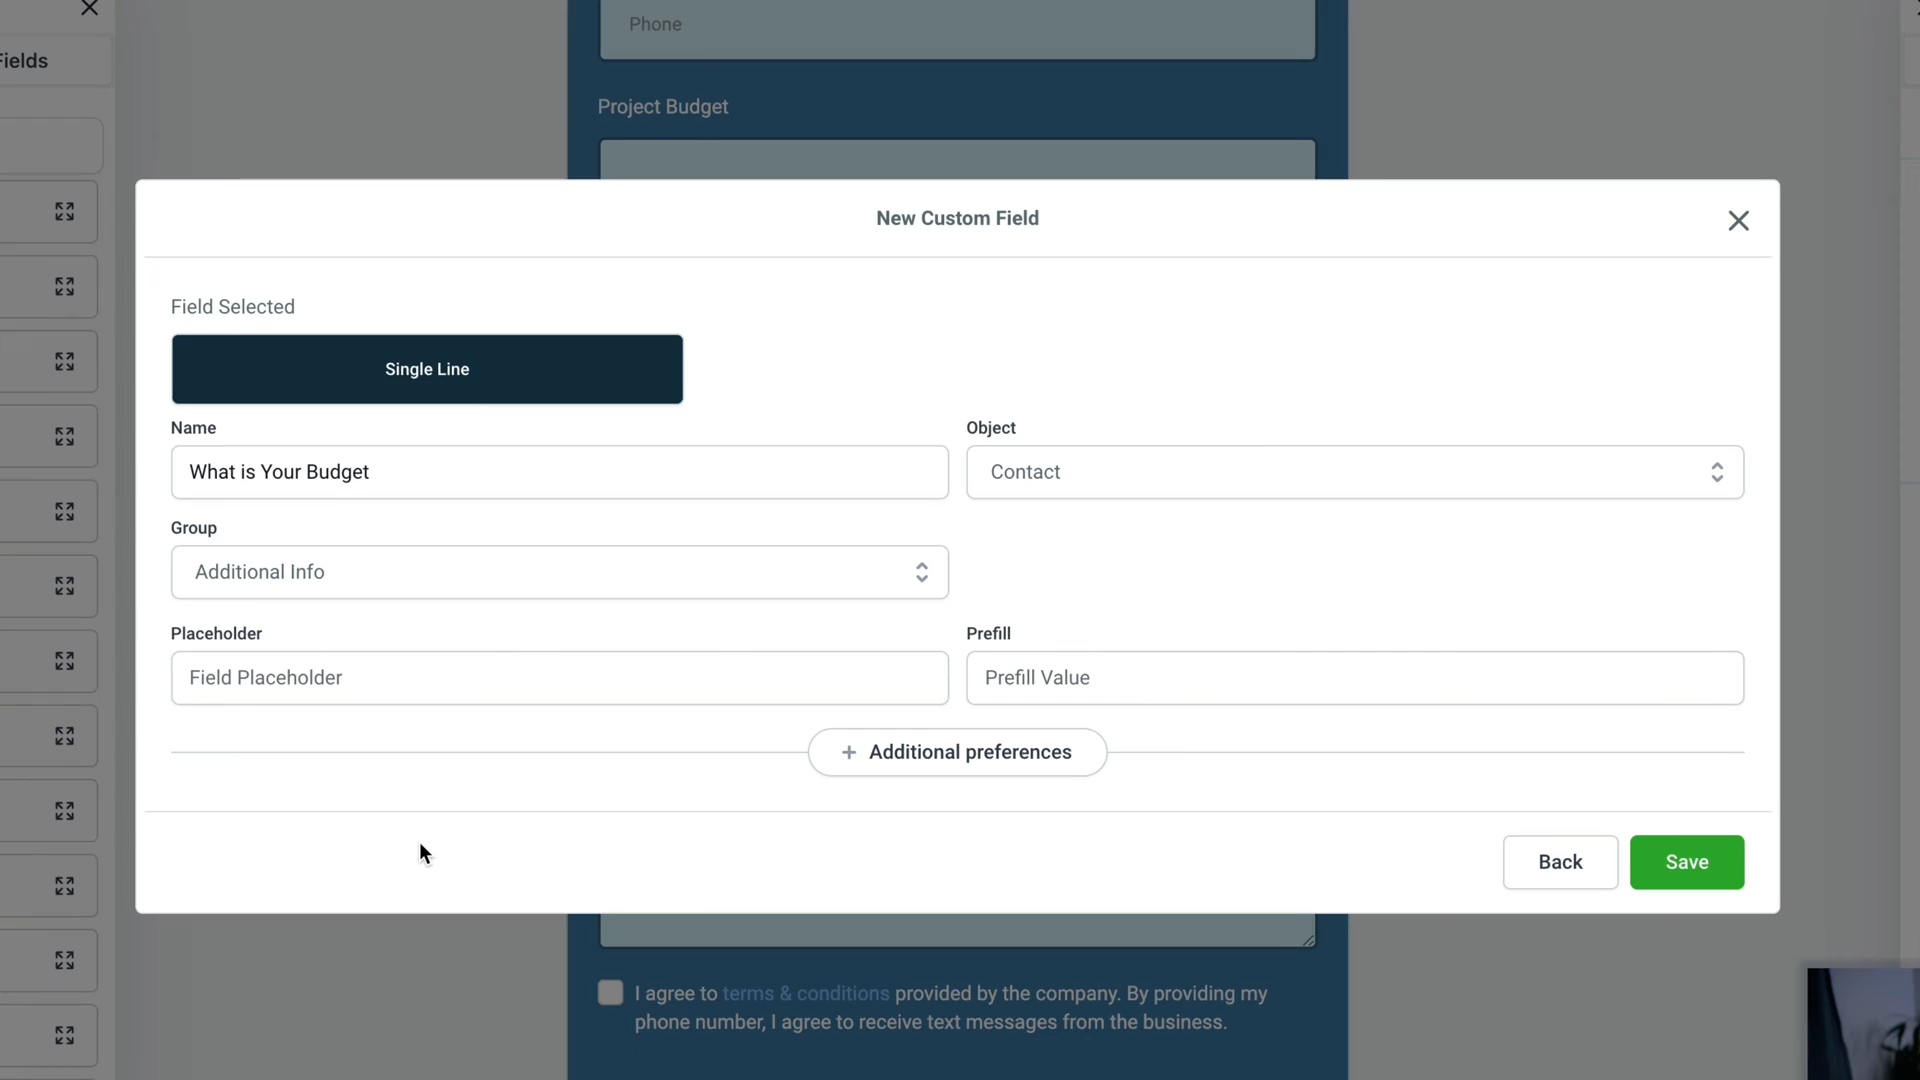 Phone
Fields
Project Budget
New Custom Field
Field Selected
Single Line
Name
Object
What is Your Budget
Contact
Group
Additional Info
Placeholder
Prefill
Field Placeholder
Prefill Value
+ Additional preferences
Back
Save
I agree to terms & conditions provided by the company. By providing my
phone number, I agree to receive text messages from the business.